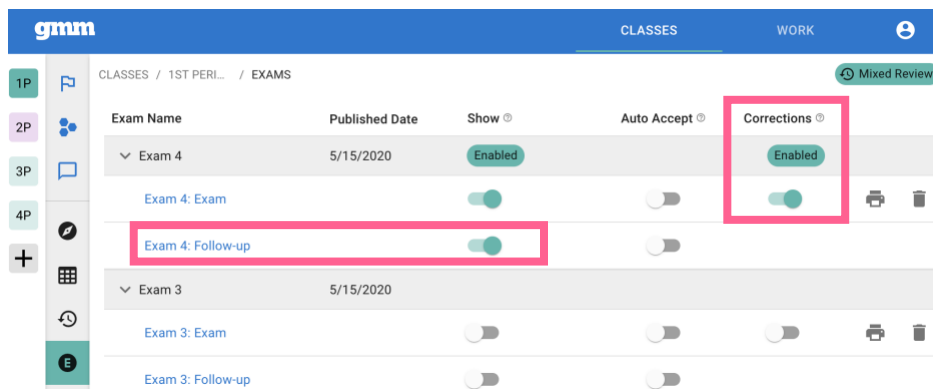 gmm CLASSES WORK
CLASSES / 1ST PERI... / EXAMS Mixed Review
1P
2P
3P
4P
Exam Name Published Date Show Auto Accept Corrections
Exam 4 5/15/2020 Enabled Enabled
Exam 4: Exam
Exam 4: Follow-up
Exam 3 5/15/2020
Exam 3: Exam
E
Exam 3: Follow-up